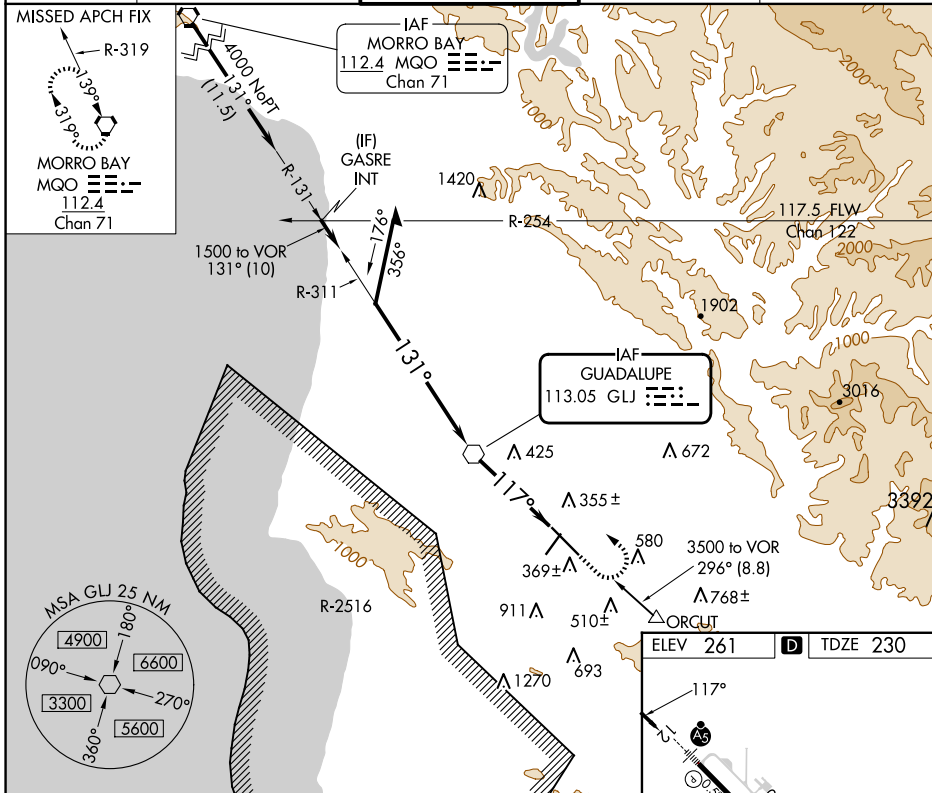 MISSED APCH FIX
R-319
139°
319°
MORRO BAY
MQO
112.4
Chan 71
IAF
MORRO BAY
112.4 MQO
Chan 71
4000 NoPT
131°
(11.5)
R-131
(IF)
GASRE
INT
1500 to VOR
131° (10)
R-311
176°
356°
R-254
117.5 FLW
Chan 122
1420
1000
2000
2000
1902
1000
3016
3392
131°
IAF
GUADALUPE
113.05 GLJ
425
672
117°
355±
369±
580
3500 to VOR
296° (8.8)
911
510±
768±
ORCUT
693
1270
1000
R-2516
MSA GLJ 25 NM
4900
180°
090°
6600
3300
270°
360°
5600
ELEV 261
D
TDZE 230
117°
12
A5
P
0.5